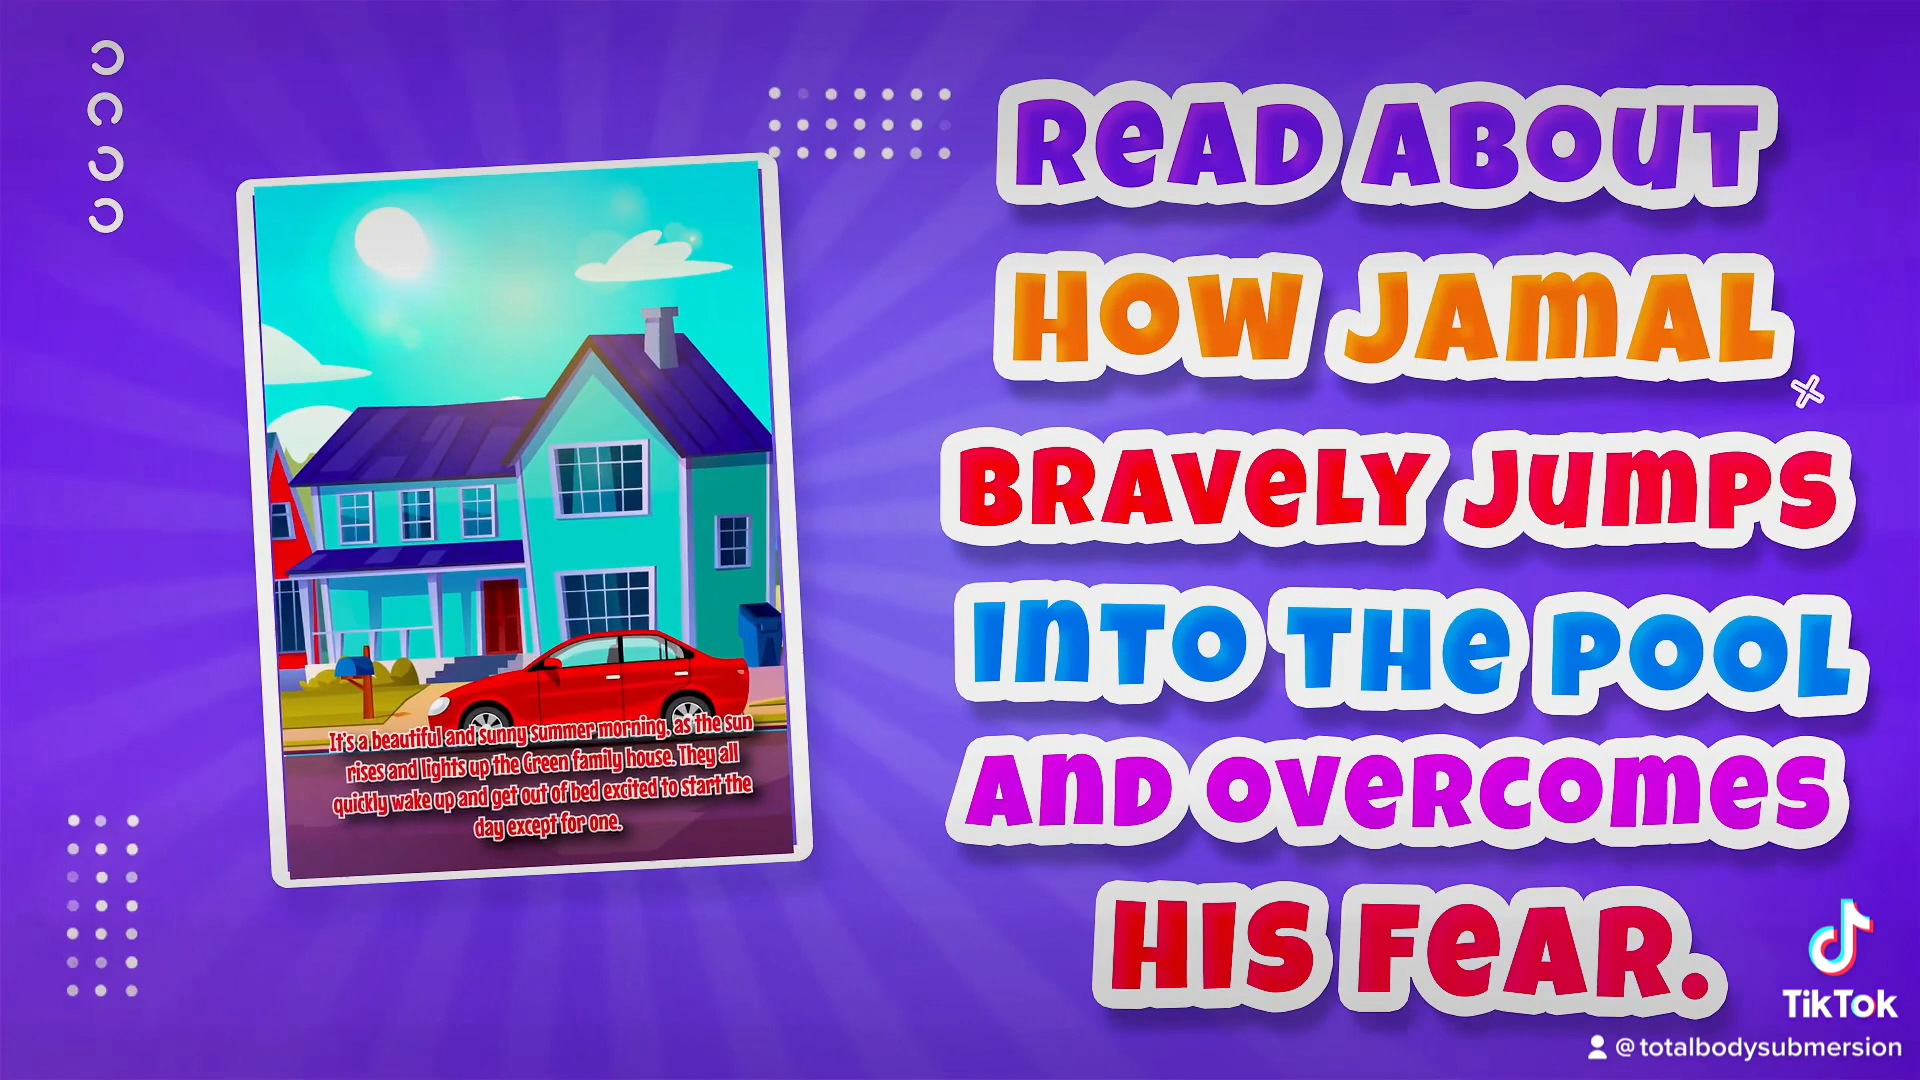 It's a beautiful and sunny summer morning, as the sun
rises and lights up the Green family house. They all
quickly wake up and get out of bed excited to start the
day except for one.
READ ABOUT
HOW JAMAL
BRAVELY JUMPS
INTO THE POOL
AND OVERCOMES
HIS FEAR.
TikTok
@totalbodysubmersion